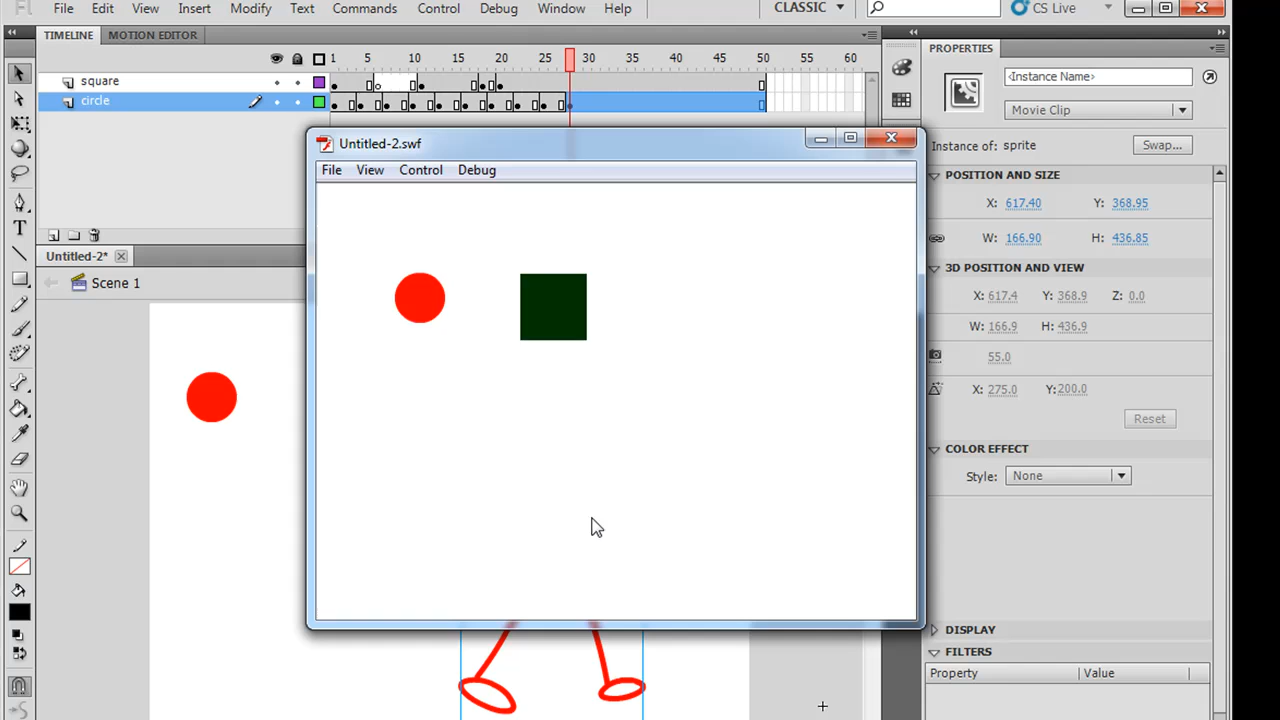 Fl File Edit View Insert Modify Text Commands Control Debug Window Help CLASSIC CS Live
TIMELINE MOTION EDITOR
1 5 10 15 20 25 30 35 40 45 50 55 60
square
circle
Untitled-2*
Scene 1
Untitled-2.swf
File View Control Debug
PROPERTIES
<Instance Name>
Movie Clip
Instance of: sprite Swap...
POSITION AND SIZE
X: 617.40 Y: 368.95
W: 166.90 H: 436.85
3D POSITION AND VIEW
X: 617.4 Y: 368.9 Z: 0.0
W: 166.9 H: 436.9
55.0
X: 275.0 Y: 200.0
Reset
COLOR EFFECT
Style: None
DISPLAY
FILTERS
Property Value